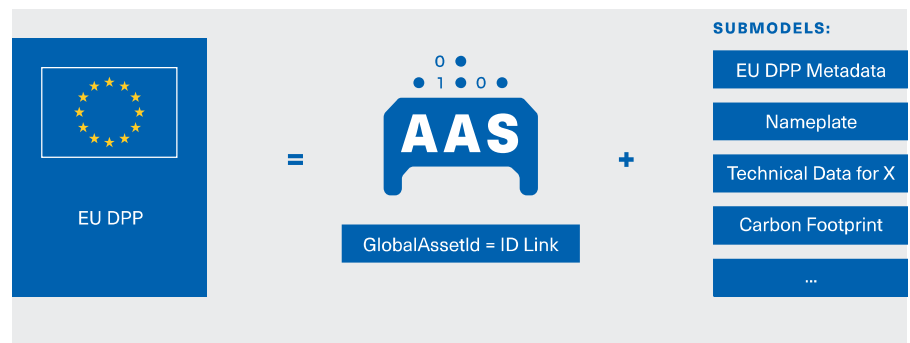 EU DPP
=
0
1 0
AAS
GlobalAssetId = ID Link
+
SUBMODELS:
EU DPP Metadata
Nameplate
Technical Data for X
Carbon Footprint
...